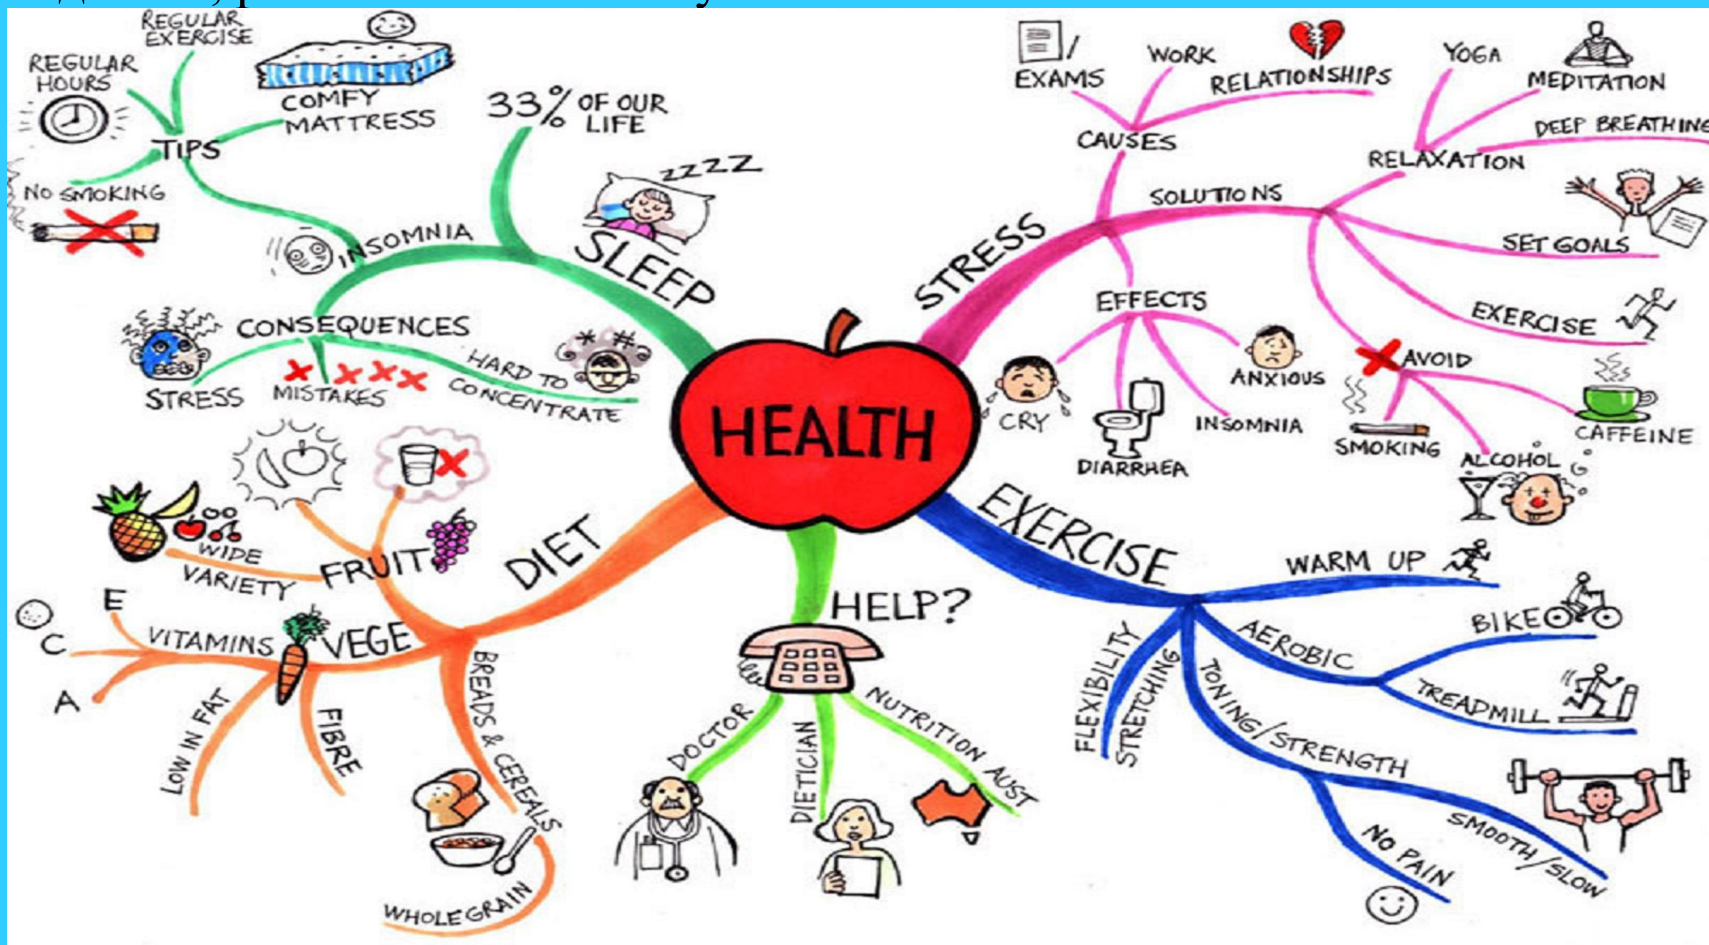 REGULAR
EXERCISE
REGULAR
HOURS
COMFY
MATTRESS
TIPS
NO SMOKING
33% OF OUR
LIFE
ZZZZ
INSOMNIA
SLEEP
CONSEQUENCES
STRESS
MISTAKES
HARD TO
CONCENTRATE
EXAMS
WORK
RELATIONSHIPS
CAUSES
YOGA
MEDITATION
DEEP BREATHING
RELAXATION
SOLUTIONS
STRESS
SET GOALS
EXERCISE
EFFECTS
CRY
DIARRHEA
INSOMNIA
ANXIOUS
AVOID
SMOKING
ALCOHOL
CAFFEINE
HEALTH
DIET
FRUIT
WIDE
VARIETY
VEGE
VITAMINS
E
C
A
LOW IN FAT
FIBRE
BREADS & CEREALS
WHOLEGRAIN
HELP?
DOCTOR
DIETICIAN
NUTRITION AUST
EXERCISE
WARM UP
AEROBIC
BIKE
TREADMILL
FLEXIBILITY
STRETCHING
TONING/STRENGTH
SMOOTH/SLOW
NO PAIN